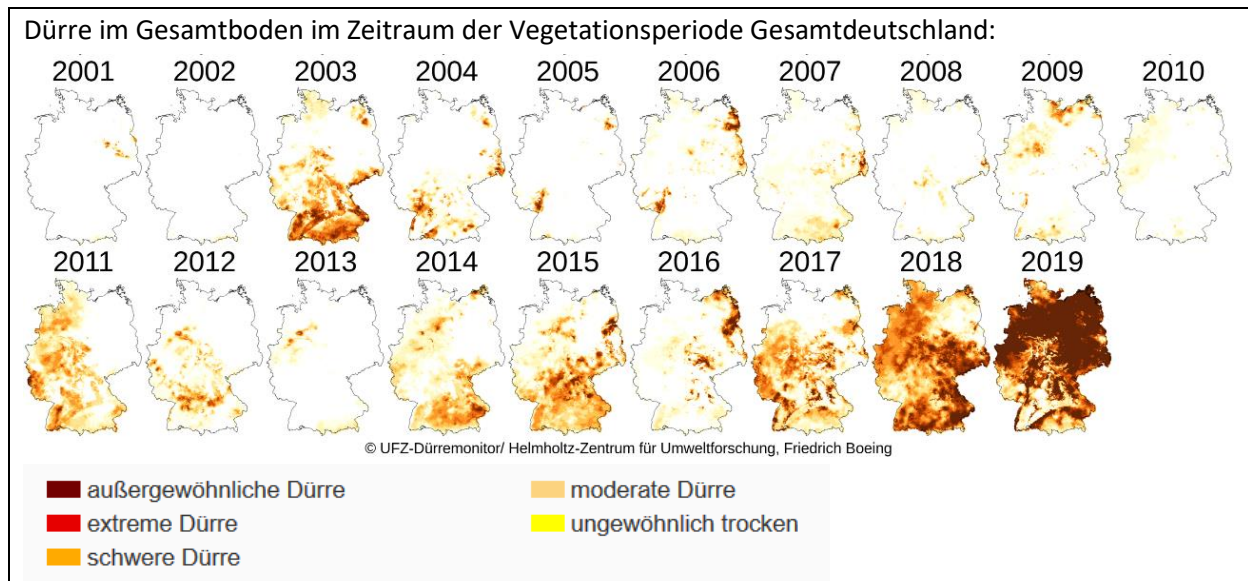 Dürre im Gesamtboden im Zeitraum der Vegetationsperiode Gesamtdeutschland:
2001 2002 2003 2004 2005 2006 2007 2008 2009 2010
2011 2012 2013 2014 2015 2016 2017 2018 2019
© UFZ-Dürremonitor/ Helmholtz-Zentrum für Umweltforschung, Friedrich Boeing
außergewöhnliche Dürre
extreme Dürre
schwere Dürre
moderate Dürre
ungewöhnlich trocken